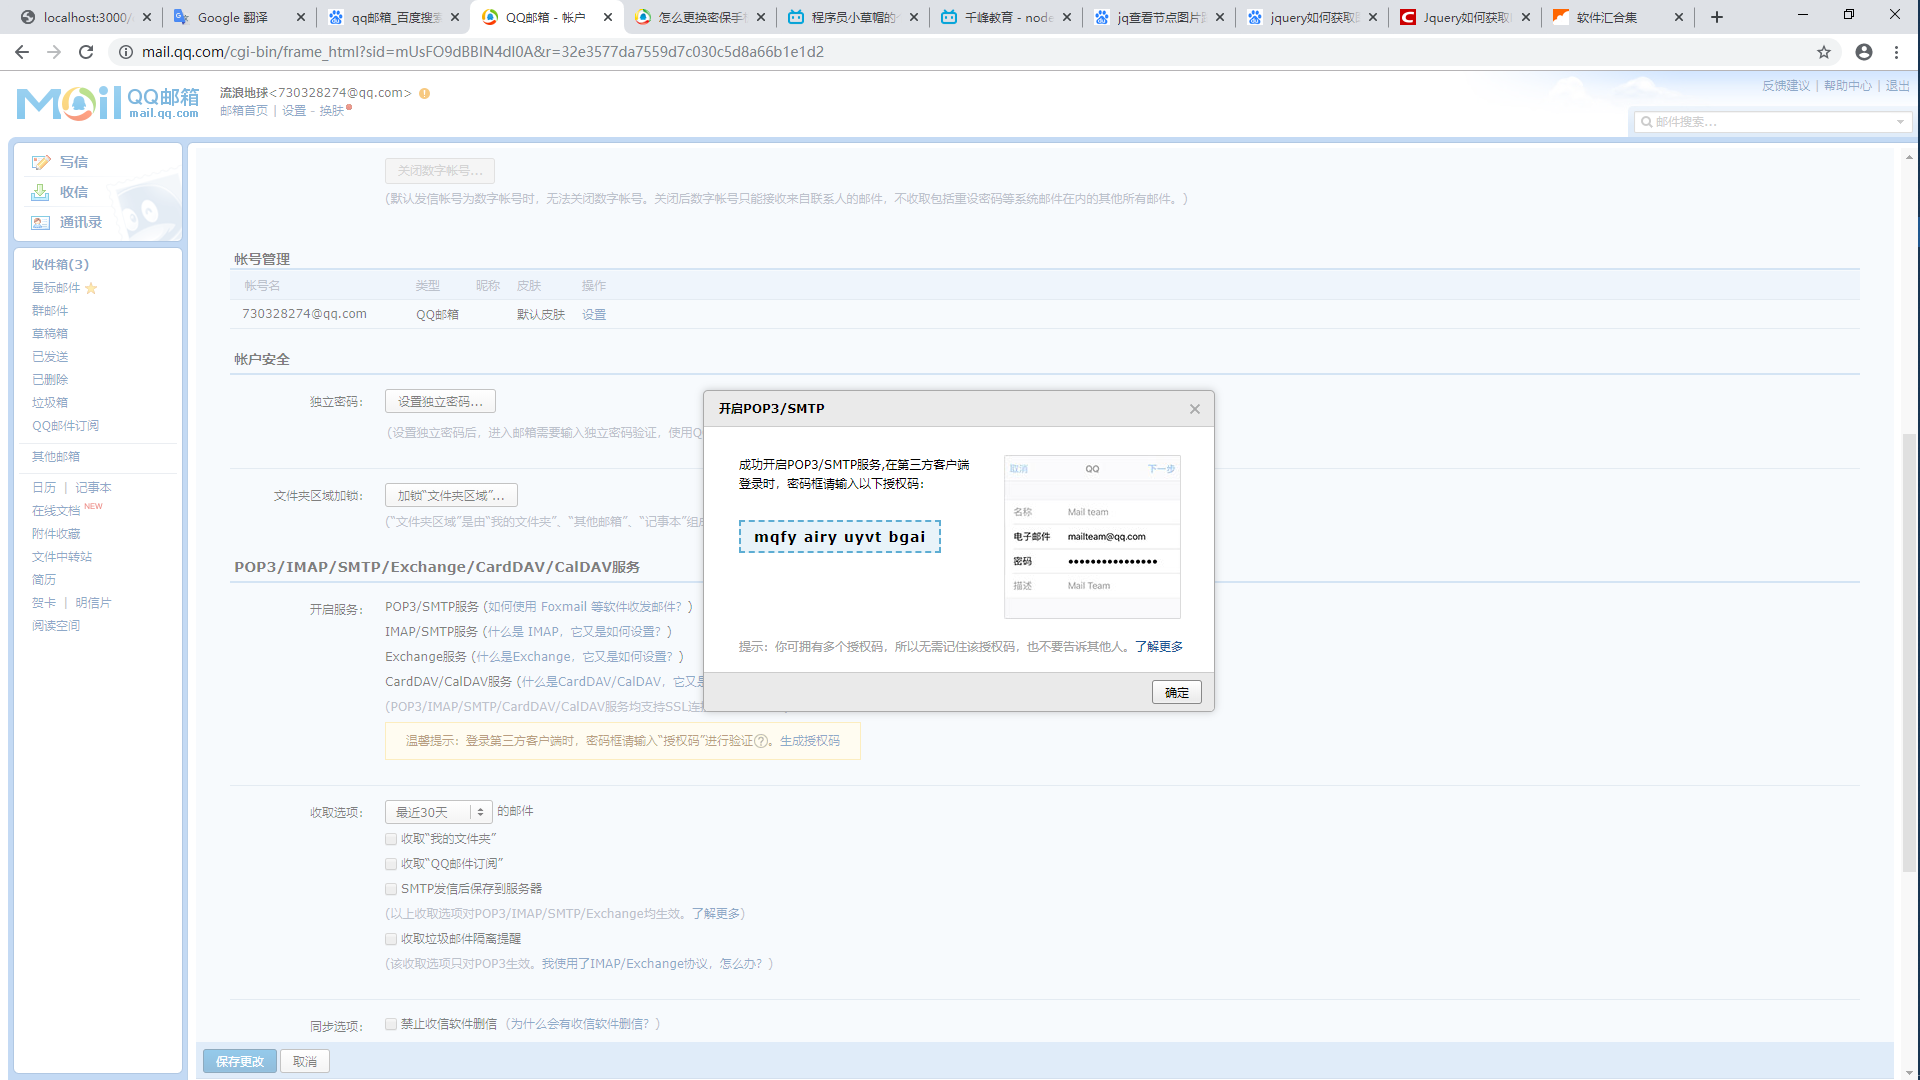 localhost:3000/
Google 翻译
qq邮箱_百度搜索
QQ邮箱 - 帐户
怎么更换密保手机
程序员小草帽的个
千峰教育 - node
jq查看节点图片路
jquery如何获取
Jquery如何获取
软件汇合集
mail.qq.com/cgi-bin/frame_html?sid=mUsFO9dBBIN4dI0A&r=32e3577da7559d7c030c5d8a66b1e1d2
Mail QQ邮箱
mail.qq.com
流浪地球<730328274@qq.com>
邮箱首页 | 设置 - 换肤
反馈建议 | 帮助中心 | 退出
邮件搜索...
写信
收信
通讯录
收件箱(3)
星标邮件
群邮件
草稿箱
已发送
已删除
垃圾箱
QQ邮件订阅
其他邮箱
日历 | 记事本
在线文档 NEW
附件收藏
文件中转站
简历
贺卡 | 明信片
阅读空间
关闭数字帐号...
(默认发信帐号为数字帐号时，无法关闭数字帐号。关闭后数字帐号只能接收来自联系人的邮件，不收取包括重设密码等系统邮件在内的其他所有邮件。)
帐号管理
帐号名 类型 昵称 皮肤 操作
730328274@qq.com QQ邮箱 默认皮肤 设置
帐户安全
独立密码： 设置独立密码...
(设置独立密码后，进入邮箱需要输入独立密码验证，使用Q
文件夹区域加锁： 加锁“文件夹区域”...
(“文件夹区域”是由“我的文件夹”、“其他邮箱”、“记事本”组成
POP3/IMAP/SMTP/Exchange/CardDAV/CalDAV服务
开启服务： POP3/SMTP服务 (如何使用 Foxmail 等软件收发邮件？)
IMAP/SMTP服务 (什么是 IMAP，它又是如何设置？)
Exchange服务 (什么是Exchange，它又是如何设置？)
CardDAV/CalDAV服务 (什么是CardDAV/CalDAV，它又是
(POP3/IMAP/SMTP/CardDAV/CalDAV服务均支持SSL连
温馨提示：登录第三方客户端时，密码框请输入“授权码”进行验证?。生成授权码
收取选项： 最近30天 的邮件
收取“我的文件夹”
收取“QQ邮件订阅”
SMTP发信后保存到服务器
(以上收取选项对POP3/IMAP/SMTP/Exchange均生效。了解更多)
收取垃圾邮件隔离提醒
(该收取选项只对POP3生效。我使用了IMAP/Exchange协议，怎么办？)
同步选项： 禁止收信软件删信 (为什么会有收信软件删信？)
保存更改 取消
开启POP3/SMTP
成功开启POP3/SMTP服务,在第三方客户端
登录时，密码框请输入以下授权码：
mqfy airy uyvt bgai
取消 QQ 下一步
名称 Mail team
电子邮件 mailteam@qq.com
密码 ●●●●●●●●●●●●●●●●
描述 Mail Team
提示：你可拥有多个授权码，所以无需记住该授权码，也不要告诉其他人。了解更多
确定